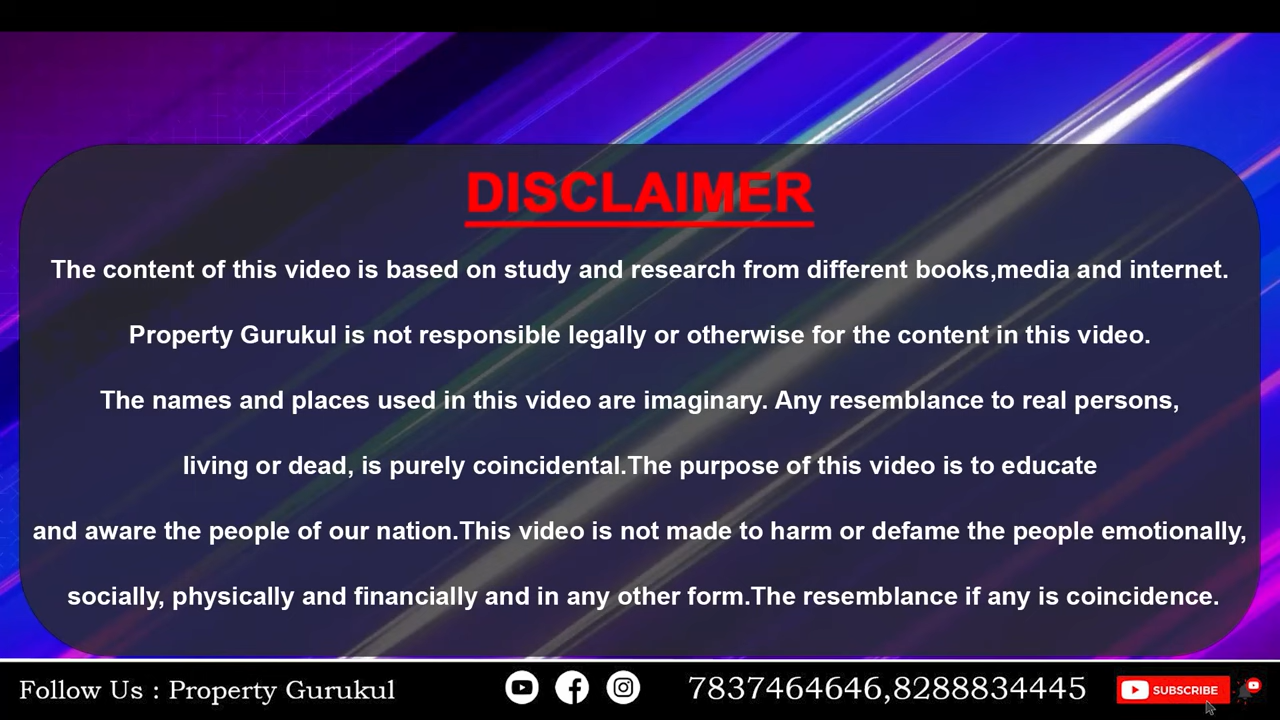 DISCLAIMER
The content of this video is based on study and research from different books,media and internet.
Property Gurukul is not responsible legally or otherwise for the content in this video.
The names and places used in this video are imaginary. Any resemblance to real persons,
living or dead, is purely coincidental.The purpose of this video is to educate
and aware the people of our nation.This video is not made to harm or defame the people emotionally,
socially, physically and financially and in any other form.The resemblance if any is coincidence.
Follow Us : Property Gurukul 7837464646,8288834445 SUBSCRIBE